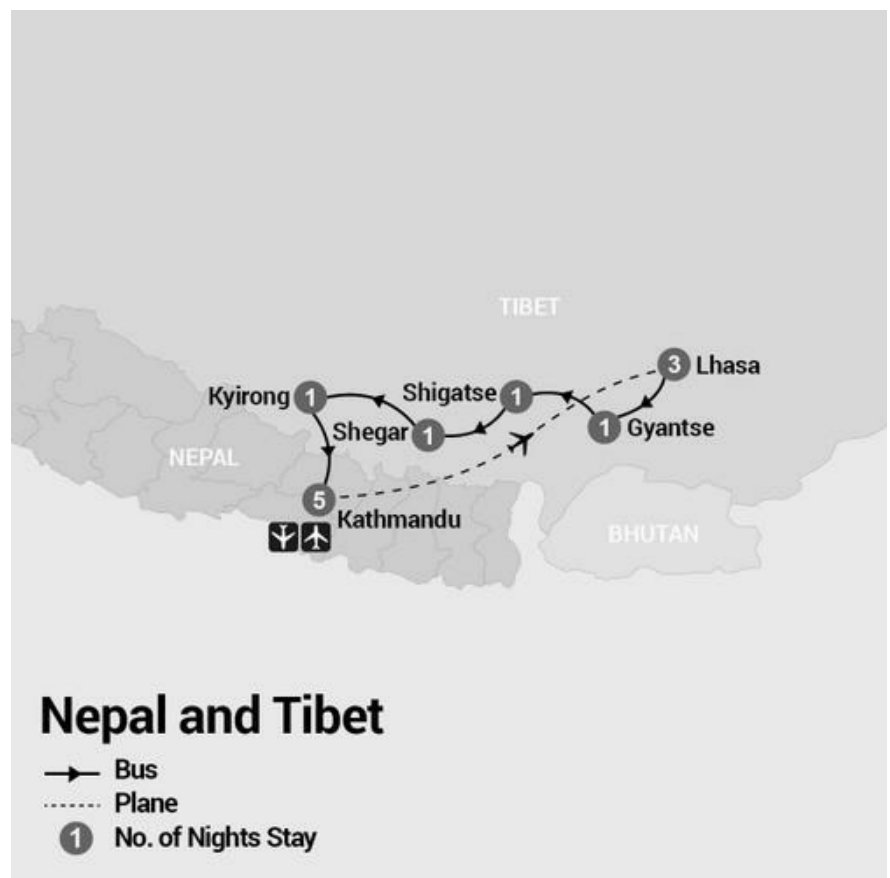 TIBET
3 Lhasa
Kyirong 1
Shigatse 1
Shegar 1
1 Gyantse
NEPAL
5
Kathmandu
BHUTAN
Nepal and Tibet
Bus
Plane
1 No. of Nights Stay